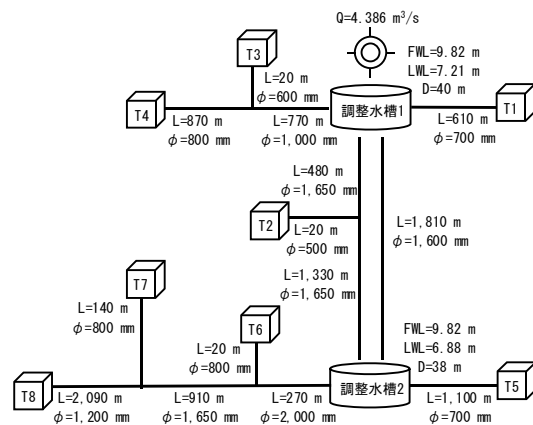 Q=4.386 m³/s
FWL=9.82 m
LWL=7.21 m
D=40 m
T3
L=20 m
φ=600 mm
T4
L=870 m
φ=800 mm
L=770 m
φ=1,000 mm
調整水槽1
L=610 m
φ=700 mm
T1
L=480 m
φ=1,650 mm
T2
L=20 m
φ=500 mm
L=1,810 m
φ=1,600 mm
L=1,330 m
φ=1,650 mm
T7
L=140 m
φ=800 mm
T6
L=20 m
φ=800 mm
FWL=9.82 m
LWL=6.88 m
D=38 m
T8
L=2,090 m
φ=1,200 mm
L=910 m
φ=1,650 mm
L=270 m
φ=2,000 mm
調整水槽2
L=1,100 m
φ=700 mm
T5